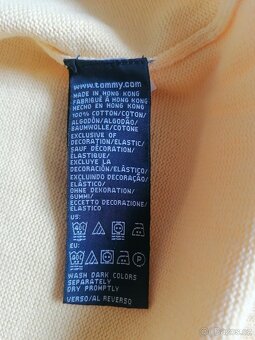 www.tommy.com
MADE IN HONG KONG
FABRIQUÉ À HONG KONG
HECHO EN HONG KONG
100% COTTON/COTON/
ALGODÓN/ALGODÃO/
BAUMWOLLE/COTONE
EXCLUSIVE OF
DECORATION/ELASTIC/
SAUF DÉCORATION/
ÉLASTIQUE/
EXCLUYE LA
DECORACIÓN/ELÁSTICO/
EXCLUINDO DECORAÇÃO/
ELÁSTICO/
OHNE DEKORATION/
GUMMI/
ECCETTO DECORAZIONE/
ELASTICO
US:
EU:
WASH DARK COLORS
SEPARATELY
DRY PROMPTLY
VERSO/AL REVERSO